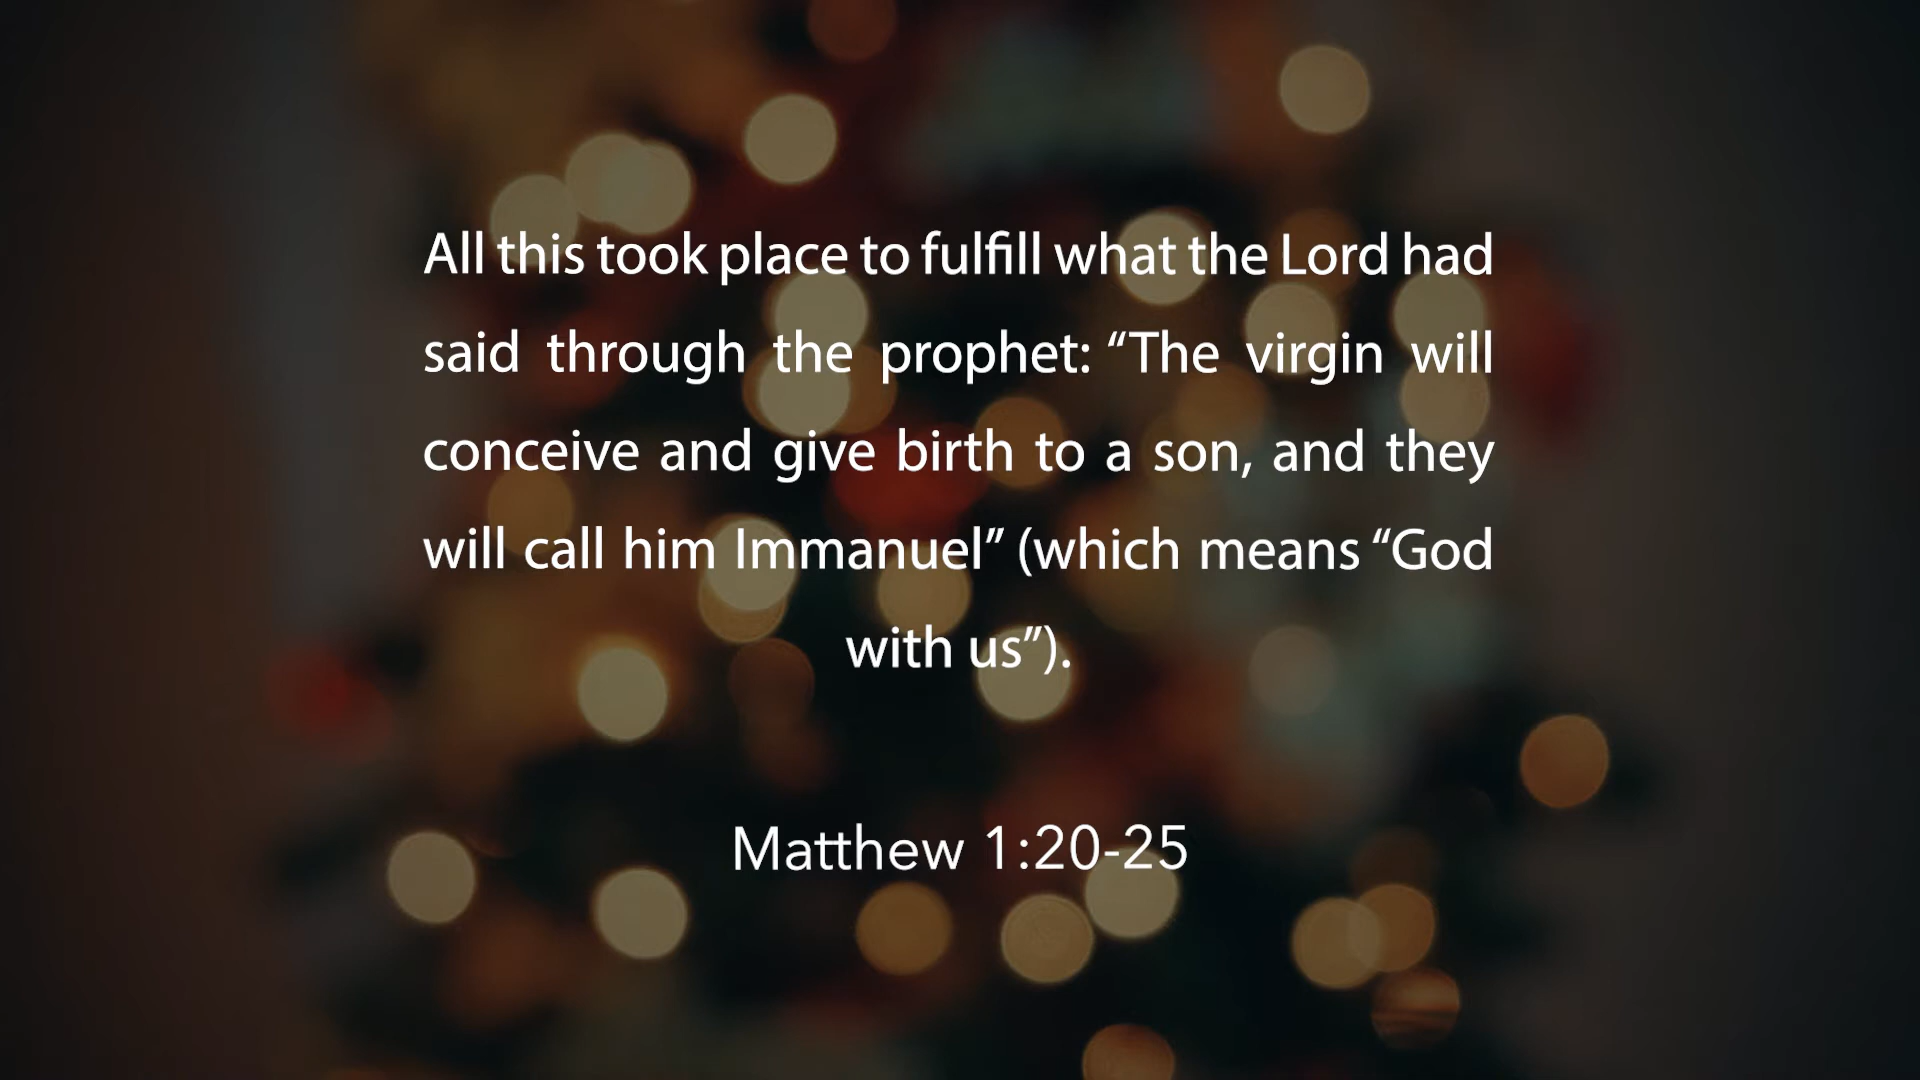 All this took place to fulfill what the Lord had
said through the prophet: “The virgin will
conceive and give birth to a son, and they
will call him Immanuel” (which means “God
with us”).
Matthew 1:20-25